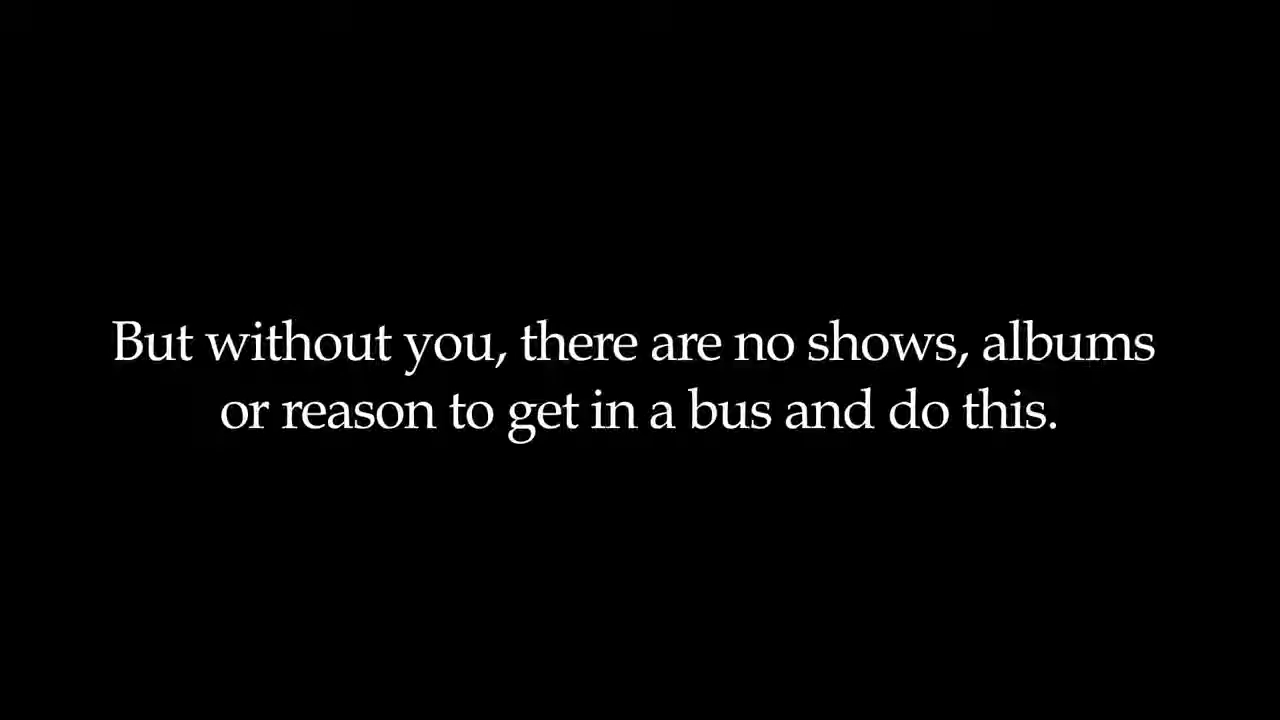 But without you, there are no shows, albums
or reason to get in a bus and do this.